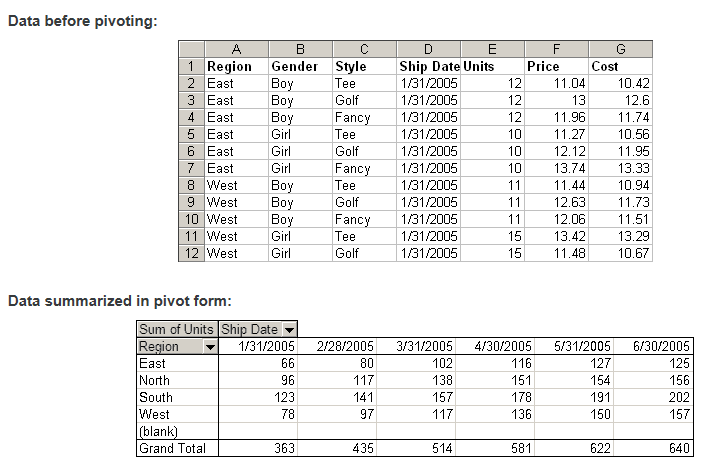 Data before pivoting:
A B C D E F G
1 Region Gender Style Ship Date Units Price Cost
2 East Boy Tee 1/31/2005 12 11.04 10.42
3 East Boy Golf 1/31/2005 12 13 12.6
4 East Boy Fancy 1/31/2005 12 11.96 11.74
5 East Girl Tee 1/31/2005 10 11.27 10.56
6 East Girl Golf 1/31/2005 10 12.12 11.95
7 East Girl Fancy 1/31/2005 10 13.74 13.33
8 West Boy Tee 1/31/2005 11 11.44 10.94
9 West Boy Golf 1/31/2005 11 12.63 11.73
10 West Boy Fancy 1/31/2005 11 12.06 11.51
11 West Girl Tee 1/31/2005 15 13.42 13.29
12 West Girl Golf 1/31/2005 15 11.48 10.67
Data summarized in pivot form:
Sum of Units Ship Date
Region 1/31/2005 2/28/2005 3/31/2005 4/30/2005 5/31/2005 6/30/2005
East 66 80 102 116 127 125
North 96 117 138 151 154 156
South 123 141 157 178 191 202
West 78 97 117 136 150 157
(blank)
Grand Total 363 435 514 581 622 640